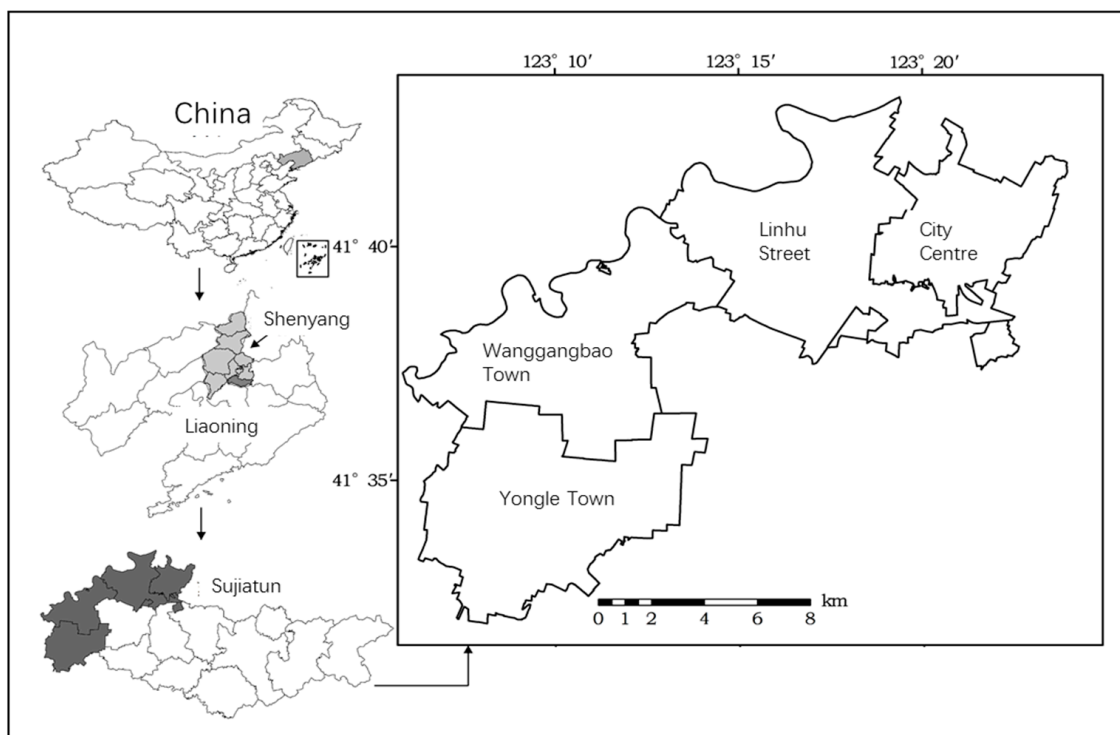 China
Shenyang
Liaoning
Sujiatun
123° 10′
123° 15′
123° 20′
41° 40′
41° 35′
Linhu
Street
City
Centre
Wanggangbao
Town
Yongle Town
km
0 1 2 4 6 8